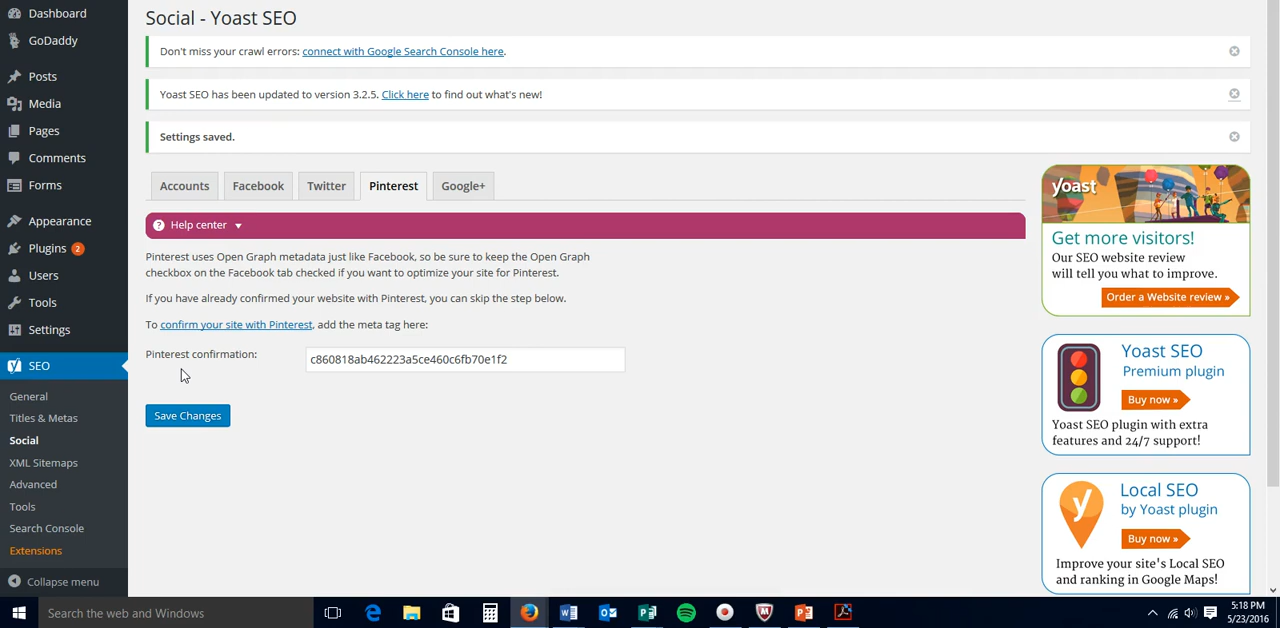 Dashboard
GoDaddy
Posts
Media
Pages
Comments
Forms
Appearance
Plugins 2
Users
Tools
Settings
SEO
General
Titles & Metas
Social
XML Sitemaps
Advanced
Tools
Search Console
Extensions
Collapse menu
Social - Yoast SEO
Don't miss your crawl errors: connect with Google Search Console here.
Yoast SEO has been updated to version 3.2.5. Click here to find out what's new!
Settings saved.
Accounts Facebook Twitter Pinterest Google+
? Help center
Pinterest uses Open Graph metadata just like Facebook, so be sure to keep the Open Graph
checkbox on the Facebook tab checked if you want to optimize your site for Pinterest.
If you have already confirmed your website with Pinterest, you can skip the step below.
To confirm your site with Pinterest, add the meta tag here:
Pinterest confirmation: c860818ab462223a5ce460c6fb70e1f2
Save Changes
yoast
Get more visitors!
Our SEO website review
will tell you what to improve.
Order a Website review »
Yoast SEO
Premium plugin
Buy now »
Yoast SEO plugin with extra
features and 24/7 support!
Local SEO
by Yoast plugin
Buy now »
Improve your site's Local SEO
and ranking in Google Maps!
Search the web and Windows
5:18 PM
5/23/2016